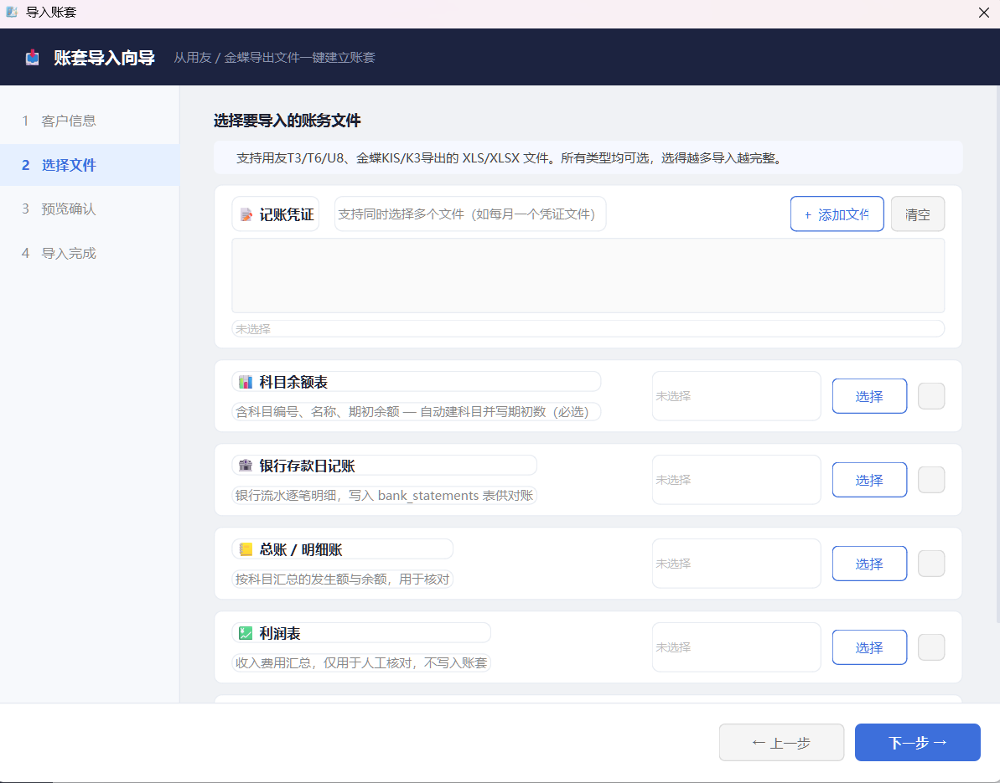 导入账套
账套导入向导 从用友 / 金蝶导出文件一键建立账套
1 客户信息
2 选择文件
3 预览确认
4 导入完成
选择要导入的账务文件
支持用友T3/T6/U8、金蝶KIS/K3导出的 XLS/XLSX 文件。所有类型均可选，选得越多导入越完整。
记账凭证 支持同时选择多个文件（如每月一个凭证文件） + 添加文件 清空
未选择
科目余额表
含科目编号、名称、期初余额 — 自动建科目并写期初数（必选）
未选择 选择
银行存款日记账
银行流水逐笔明细，写入 bank_statements 表供对账
未选择 选择
总账 / 明细账
按科目汇总的发生额与余额，用于核对
未选择 选择
利润表
收入费用汇总，仅用于人工核对，不写入账套
未选择 选择
← 上一步 下一步 →